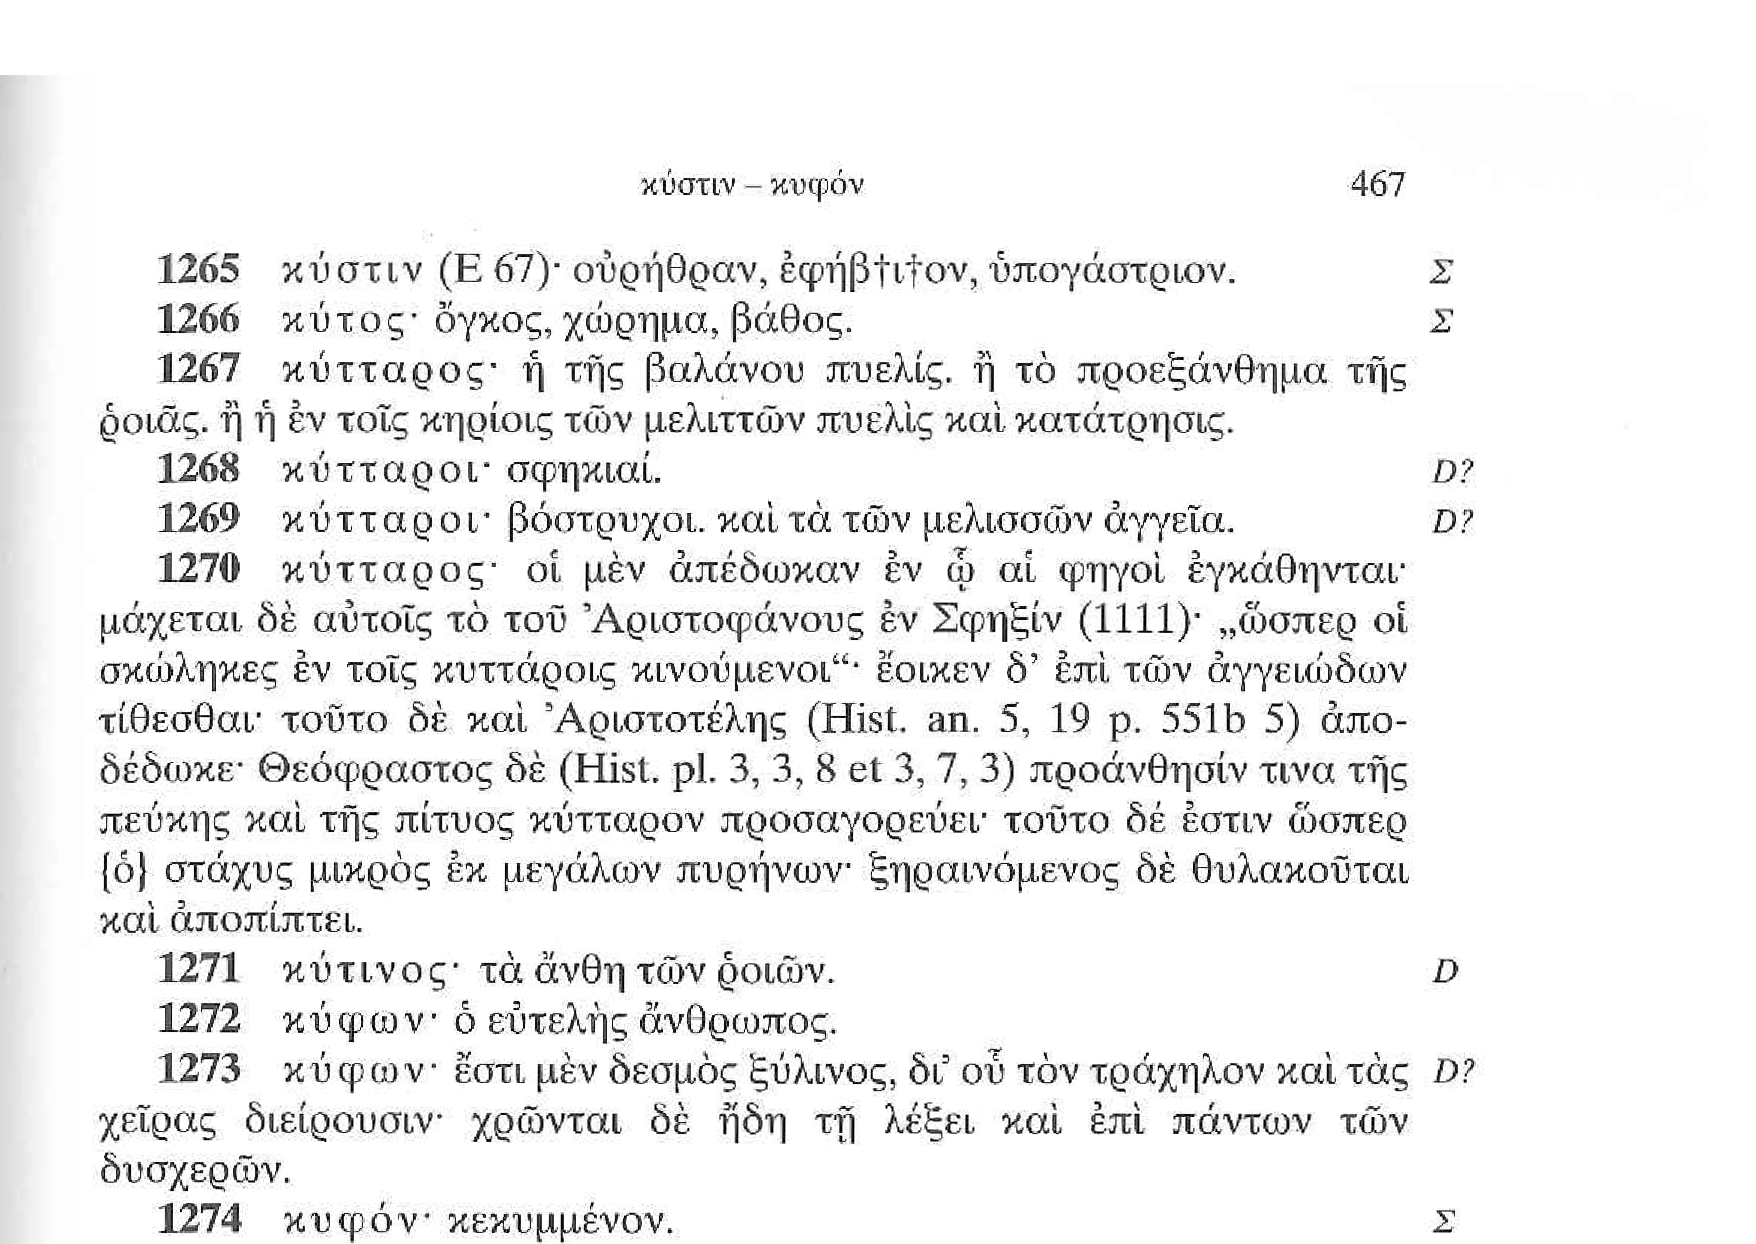 κύστιν – κυφόν 467
1265 κύστιν (Ε 67)· οὐρήθραν, ἐφήβ†ι†ον, ὑπογάστριον. Σ
1266 κύτος· ὄγκος, χώρημα, βάθος. Σ
1267 κύτταρος· ἡ τῆς βαλάνου πυελίς. ἢ τὸ προεξάνθημα τῆς
ῥοιᾶς. ἢ ἡ ἐν τοῖς κηρίοις τῶν μελιττῶν πυελὶς καὶ κατάτρησις.
1268 κύτταροι· σφηκιαί. D?
1269 κύτταροι· βόστρυχοι. καὶ τὰ τῶν μελισσῶν ἀγγεῖα. D?
1270 κύτταρος· οἱ μὲν ἀπέδωκαν ἐν ᾧ αἱ φηγοὶ ἐγκάθηνται·
μάχεται δὲ αὐτοῖς τὸ τοῦ Ἀριστοφάνους ἐν Σφηξίν (1111)· „ὥσπερ οἱ
σκώληκες ἐν τοῖς κυττάροις κινούμενοι“· ἔοικεν δ’ ἐπὶ τῶν ἀγγειώδων
τίθεσθαι· τοῦτο δὲ καὶ Ἀριστοτέλης (Hist. an. 5, 19 p. 551b 5) ἀπο-
δέδωκε· Θεόφραστος δὲ (Hist. pl. 3, 3, 8 et 3, 7, 3) προάνθησίν τινα τῆς
πεύκης καὶ τῆς πίτυος κύτταρον προσαγορεύει· τοῦτο δέ ἐστιν ὥσπερ
{ὁ} στάχυς μικρὸς ἐκ μεγάλων πυρήνων· ξηραινόμενος δὲ θυλακοῦται
καὶ ἀποπίπτει.
1271 κύτινος· τὰ ἄνθη τῶν ῥοιῶν. D
1272 κύφων· ὁ εὐτελὴς ἄνθρωπος.
1273 κύφων· ἔστι μὲν δεσμὸς ξύλινος, δι’ οὗ τὸν τράχηλον καὶ τὰς D?
χεῖρας διείρουσιν· χρῶνται δὲ ἤδη τῇ λέξει καὶ ἐπὶ πάντων τῶν
δυσχερῶν.
1274 κυφόν· κεκυμμένον. Σ